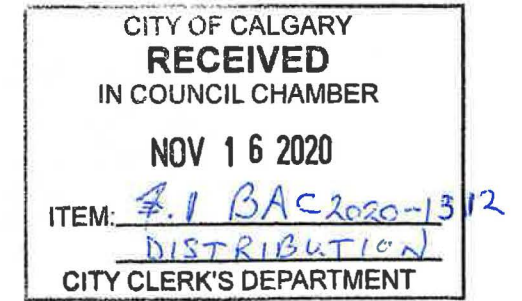 CITY OF CALGARY
RECEIVED
IN COUNCIL CHAMBER
NOV 16 2020
ITEM: 7.1 BAC2020-1312
DISTRIBUTION
CITY CLERK'S DEPARTMENT